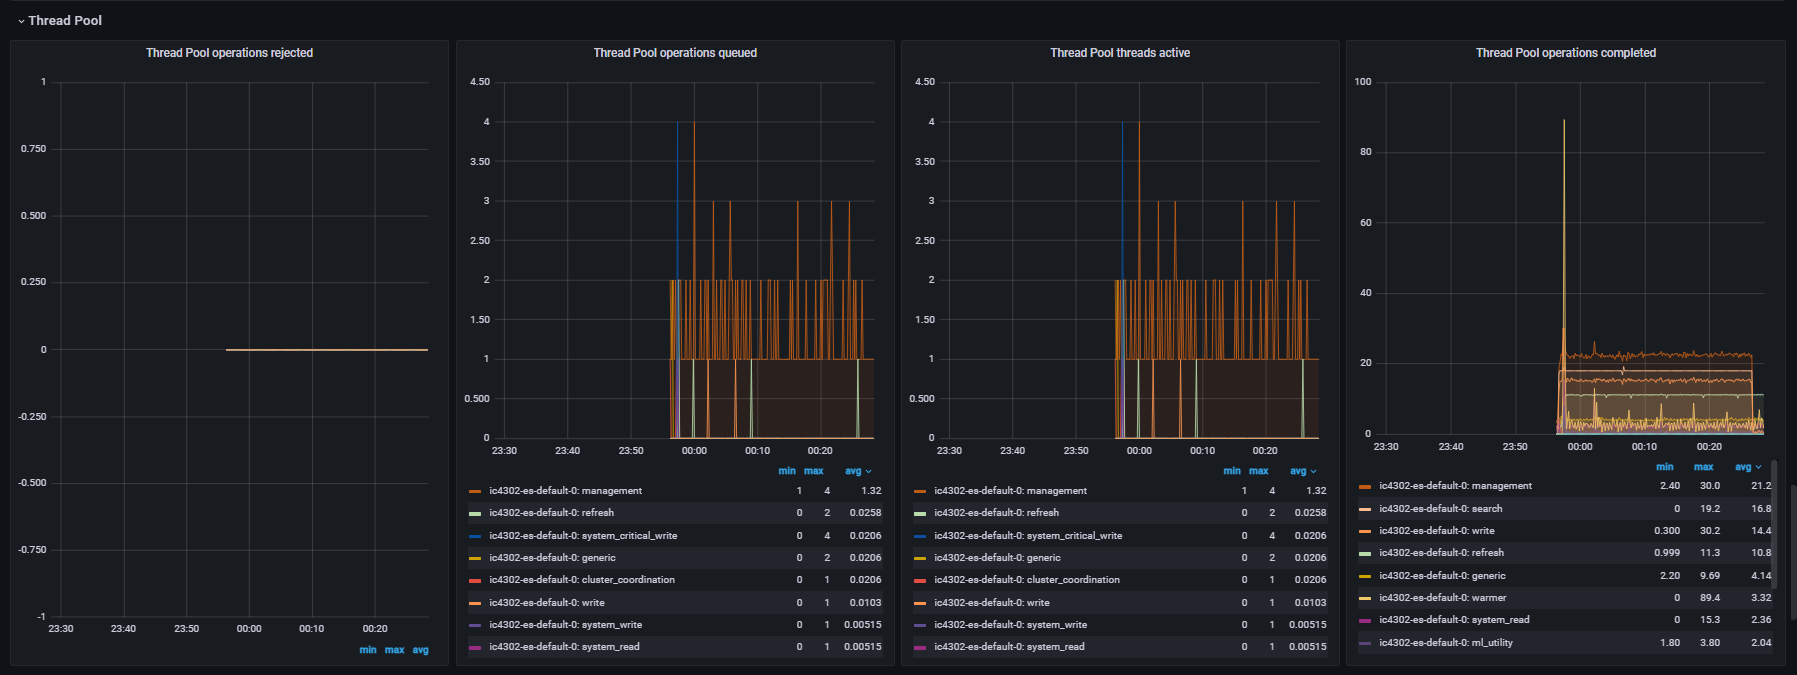 Thread Pool
Thread Pool operations rejected
1
0.750
0.500
0.250
0
-0.250
-0.500
-0.750
-1
23:30 23:40 23:50 00:00 00:10 00:20
min max avg
Thread Pool operations queued
4.50
4
3.50
3
2.50
2
1.50
1
0.500
0
23:30 23:40 23:50 00:00 00:10 00:20
min max avg
ic4302-es-default-0: management 1 4 1.32
ic4302-es-default-0: refresh 0 2 0.0258
ic4302-es-default-0: system_critical_write 0 4 0.0206
ic4302-es-default-0: generic 0 2 0.0206
ic4302-es-default-0: cluster_coordination 0 1 0.0206
ic4302-es-default-0: write 0 1 0.0103
ic4302-es-default-0: system_write 0 1 0.00515
ic4302-es-default-0: system_read 0 1 0.00515
Thread Pool threads active
4.50
4
3.50
3
2.50
2
1.50
1
0.500
0
23:30 23:40 23:50 00:00 00:10 00:20
min max avg
ic4302-es-default-0: management 1 4 1.32
ic4302-es-default-0: refresh 0 2 0.0258
ic4302-es-default-0: system_critical_write 0 4 0.0206
ic4302-es-default-0: generic 0 2 0.0206
ic4302-es-default-0: cluster_coordination 0 1 0.0206
ic4302-es-default-0: write 0 1 0.0103
ic4302-es-default-0: system_write 0 1 0.00515
ic4302-es-default-0: system_read 0 1 0.00515
Thread Pool operations completed
100
80
60
40
20
0
23:30 23:40 23:50 00:00 00:10 00:20
min max avg
ic4302-es-default-0: management 2.40 30.0 21.2
ic4302-es-default-0: search 0 19.2 16.8
ic4302-es-default-0: write 0.300 30.2 14.4
ic4302-es-default-0: refresh 0.999 11.3 10.8
ic4302-es-default-0: generic 2.20 9.69 4.14
ic4302-es-default-0: warmer 0 89.4 3.32
ic4302-es-default-0: system_read 0 15.3 2.36
ic4302-es-default-0: ml_utility 1.80 3.80 2.04